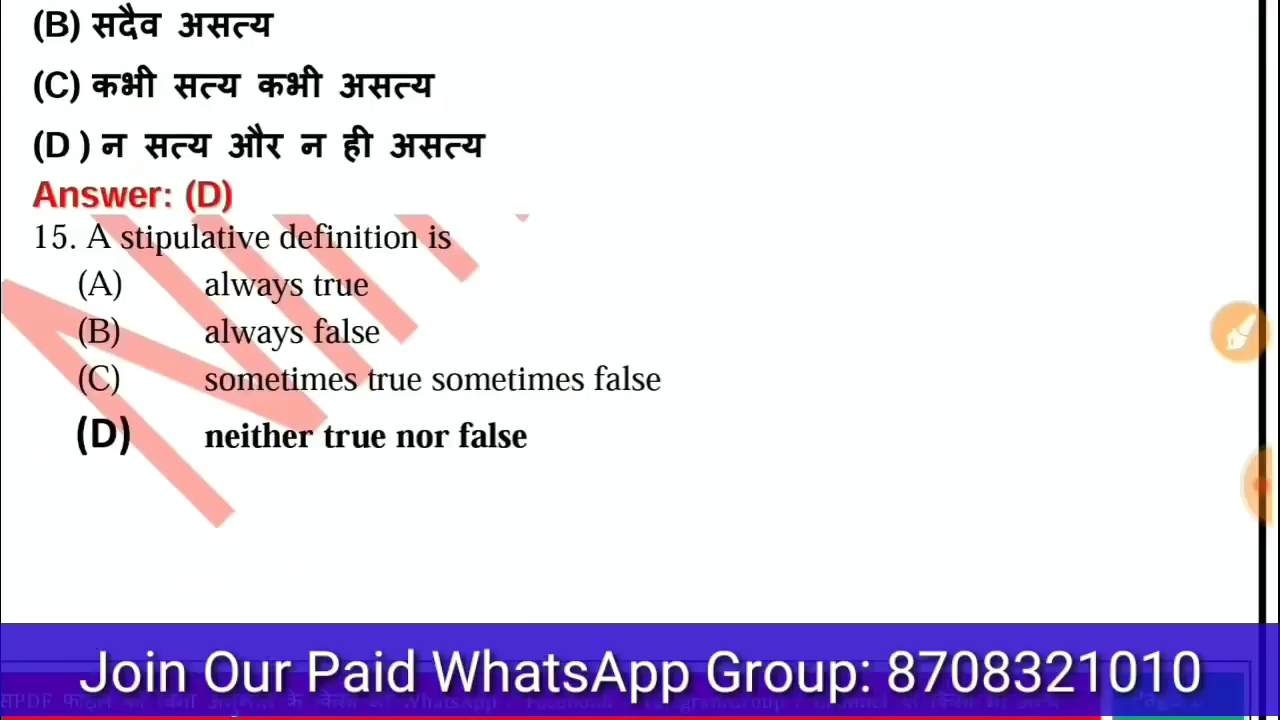 (B) सदैव असत्य
(C) कभी सत्य कभी असत्य
(D ) न सत्य और न ही असत्य
Answer: (D)
15. A stipulative definition is
(A) always true
(B) always false
(C) sometimes true sometimes false
(D) neither true nor false
Join Our Paid WhatsApp Group: 8708321010